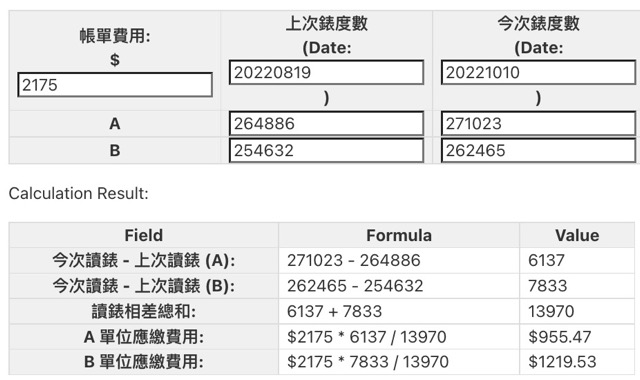 帳單費用:
$
2175
上次錶度數
(Date:
20220819
)
今次錶度數
(Date:
20221010
)
A 264886 271023
B 254632 262465
Calculation Result:
Field Formula Value
今次讀錶 - 上次讀錶 (A): 271023 - 264886 6137
今次讀錶 - 上次讀錶 (B): 262465 - 254632 7833
讀錶相差總和: 6137 + 7833 13970
A 單位應繳費用: $2175 * 6137 / 13970 $955.47
B 單位應繳費用: $2175 * 7833 / 13970 $1219.53